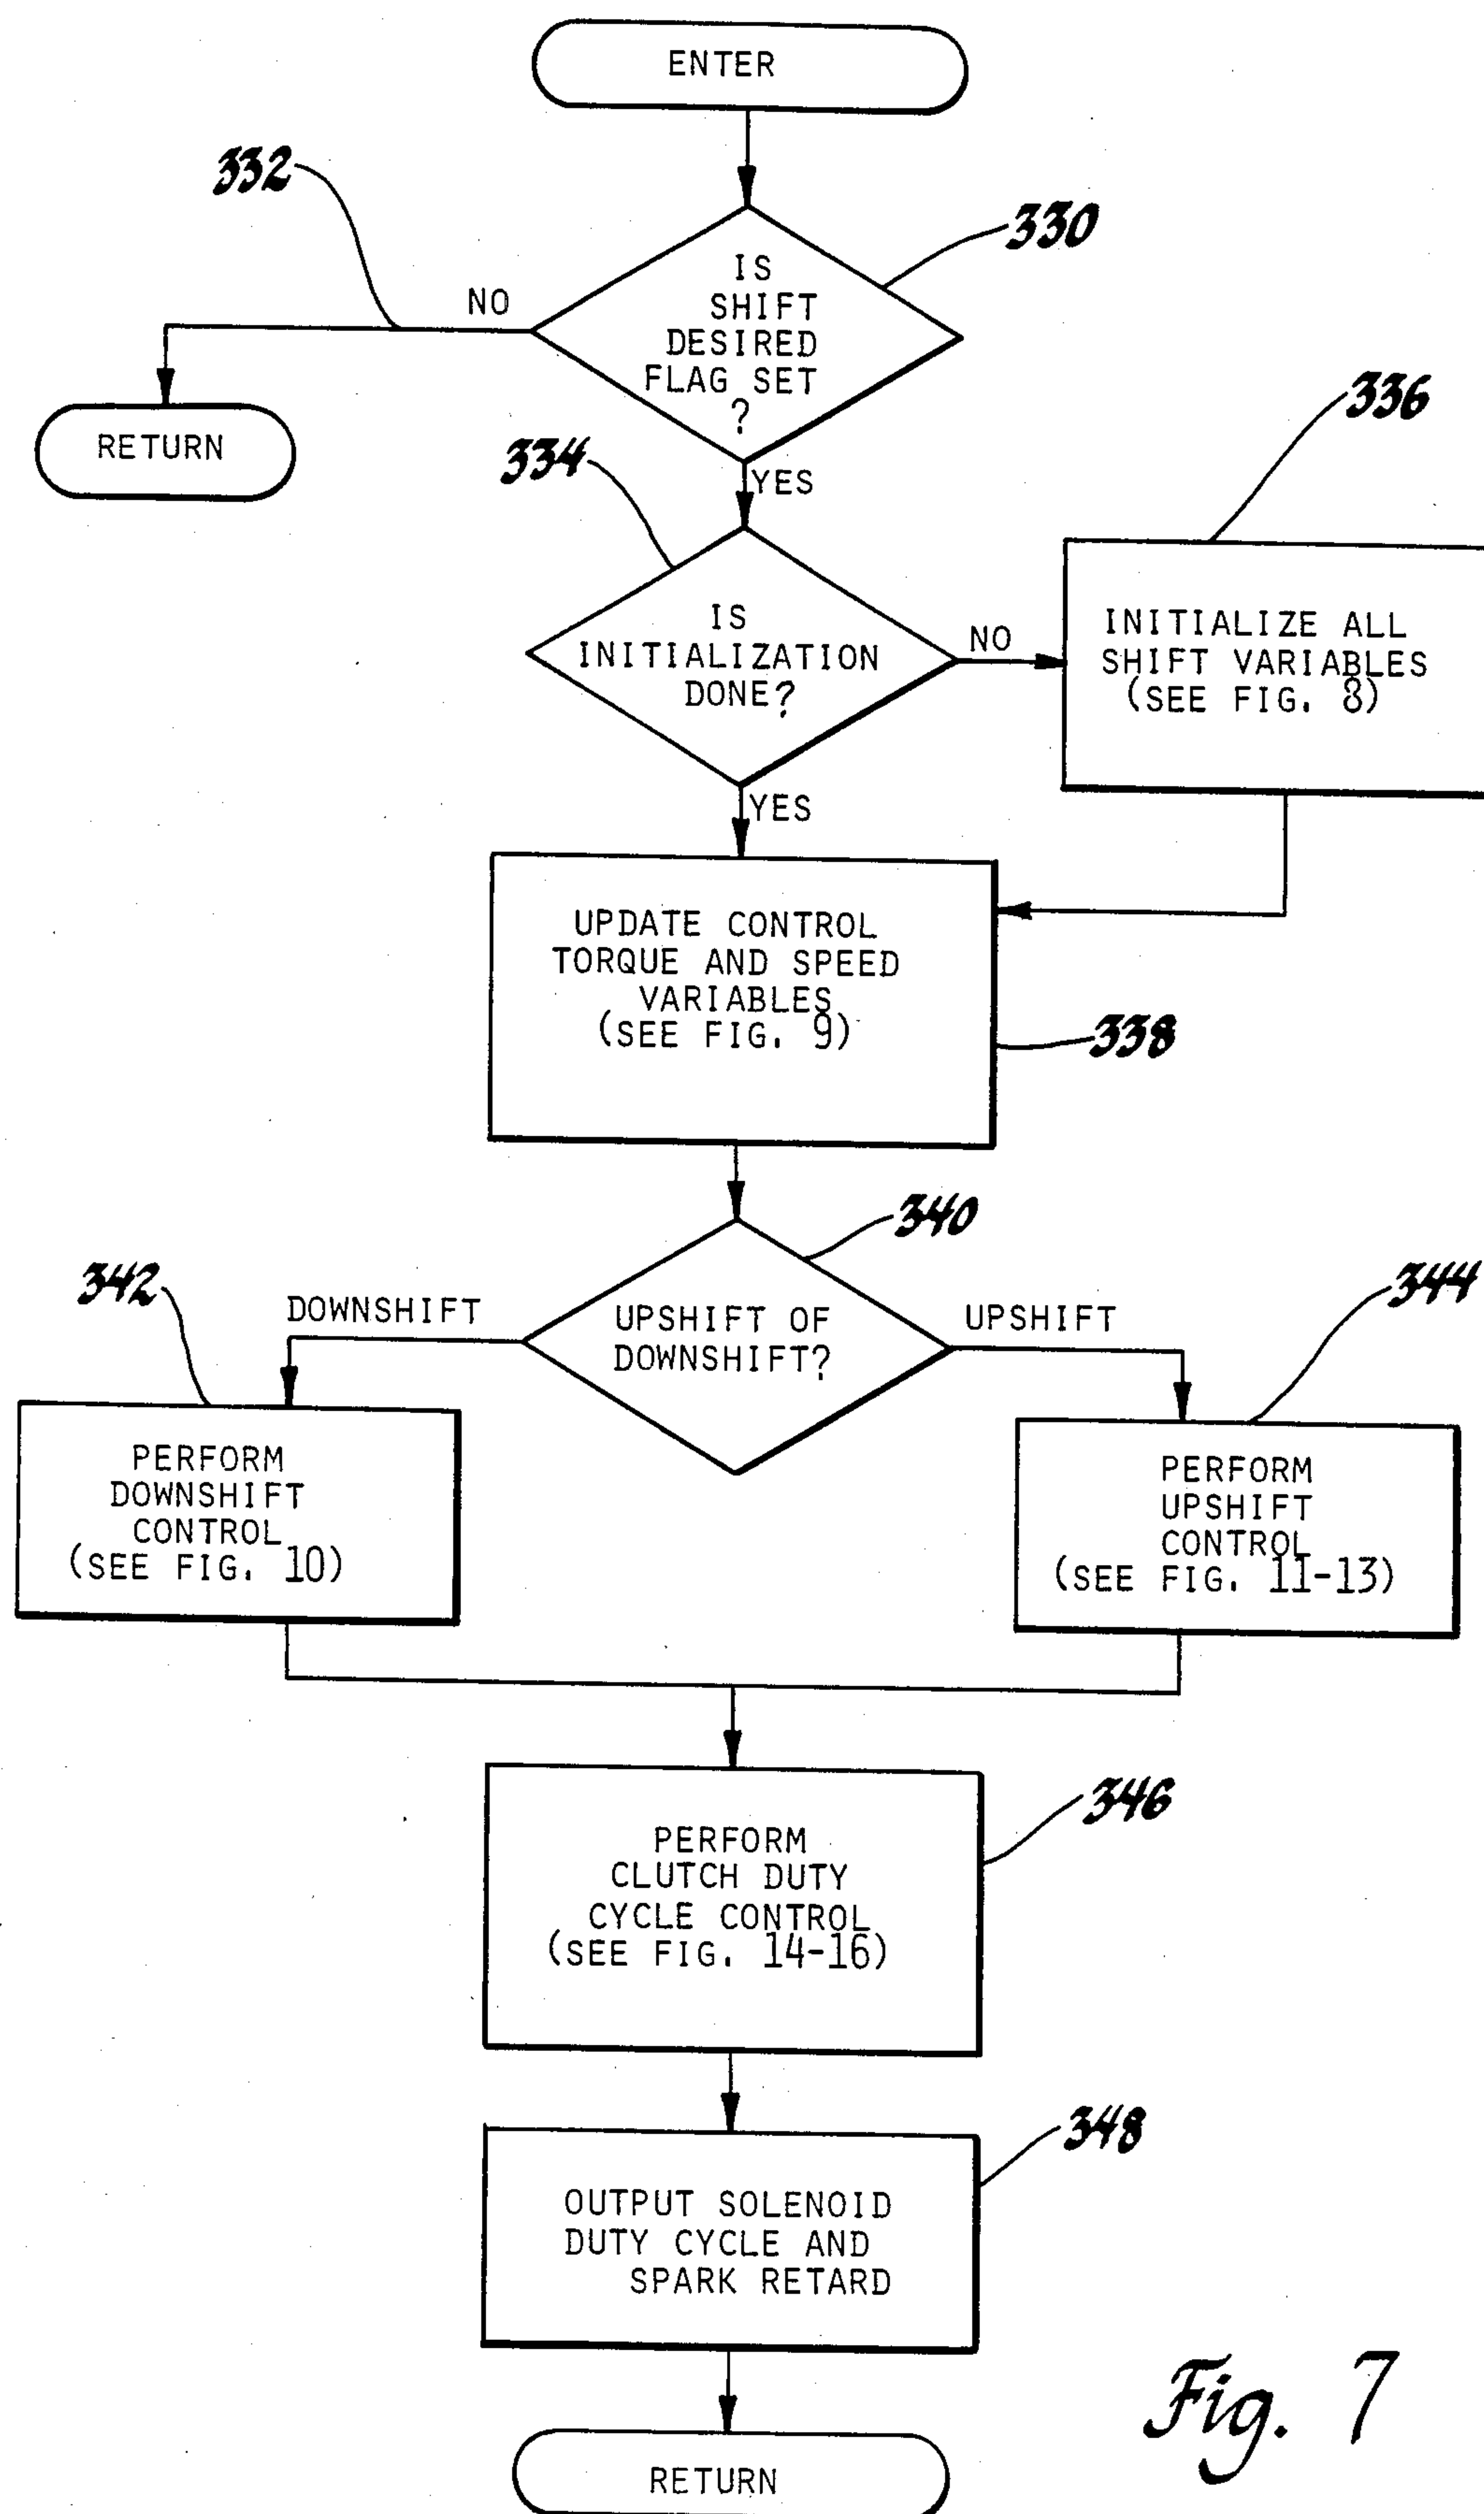 ENTER
332
330
IS
SHIFT
DESIRED
FLAG SET
?
NO
RETURN
YES
334
336
IS
INITIALIZATION
DONE?
NO
INITIALIZE ALL
SHIFT VARIABLES
(SEE FIG. 8)
YES
UPDATE CONTROL
TORQUE AND SPEED
VARIABLES
(SEE FIG. 9)
338
340
342
344
DOWNSHIFT
UPSHIFT OF
DOWNSHIFT?
UPSHIFT
PERFORM
DOWNSHIFT
CONTROL
(SEE FIG. 10)
PERFORM
UPSHIFT
CONTROL
(SEE FIG. 11-13)
346
PERFORM
CLUTCH DUTY
CYCLE CONTROL
(SEE FIG. 14-16)
348
OUTPUT SOLENOID
DUTY CYCLE AND
SPARK RETARD
RETURN
Fig. 7